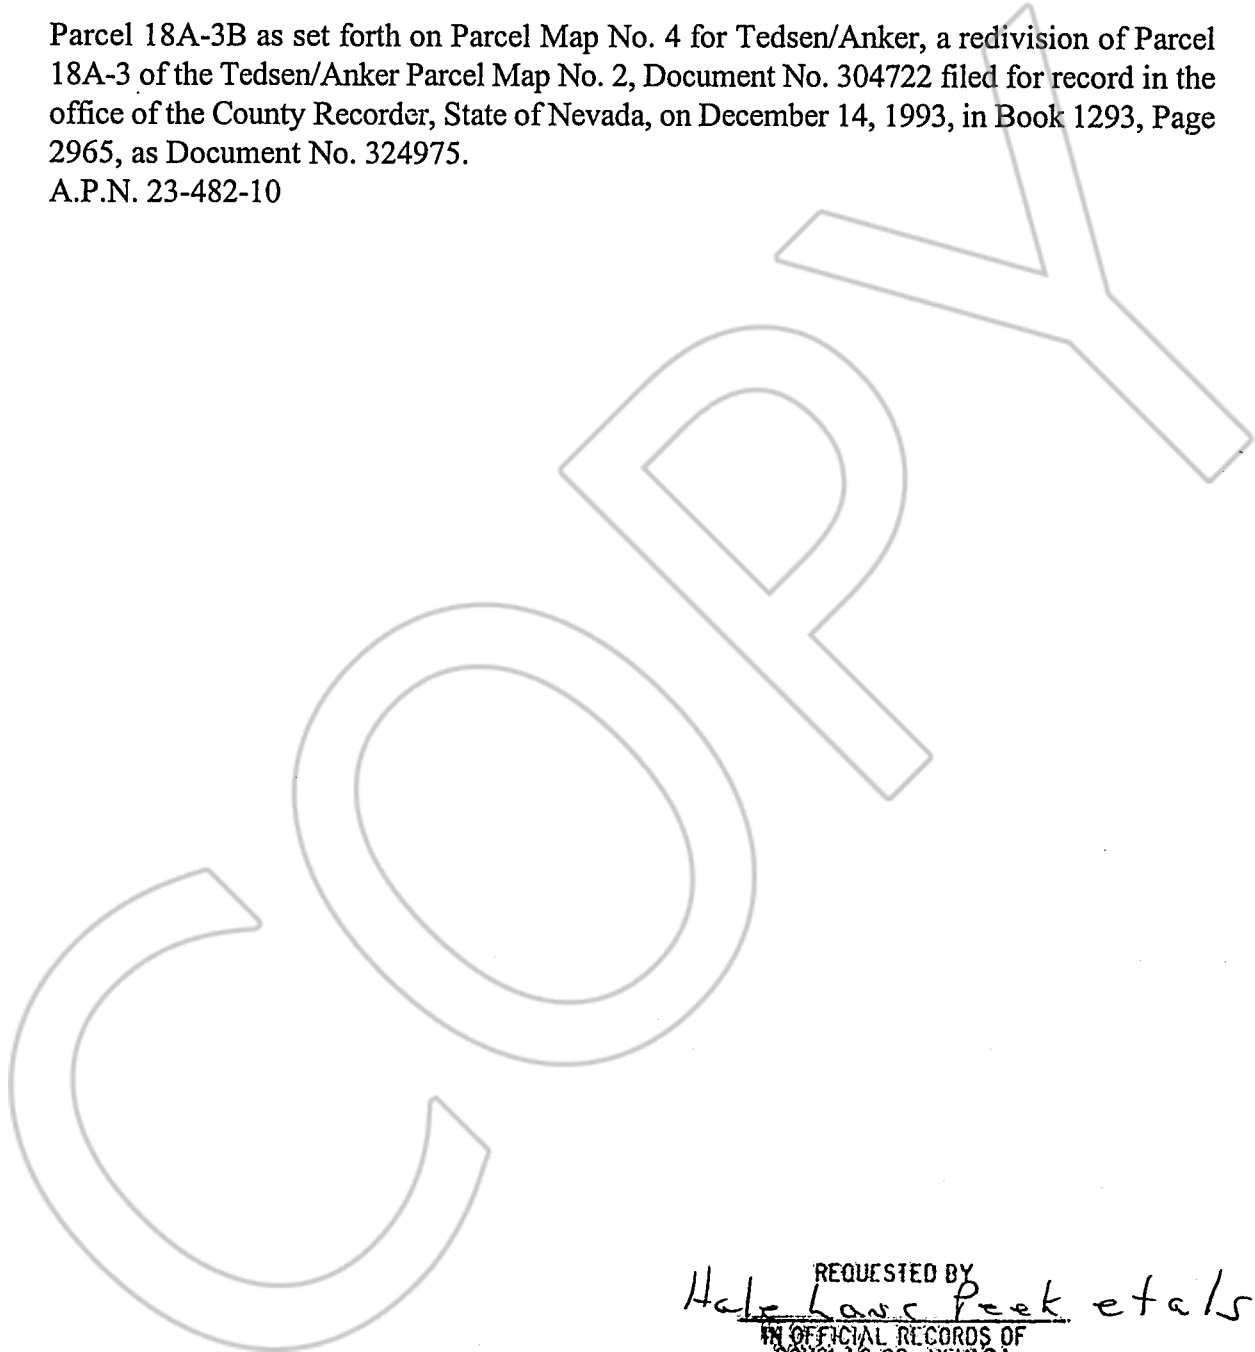 Parcel 18A-3B as set forth on Parcel Map No. 4 for Tedsen/Anker, a redivision of Parcel
18A-3 of the Tedsen/Anker Parcel Map No. 2, Document No. 304722 filed for record in the
office of the County Recorder, State of Nevada, on December 14, 1993, in Book 1293, Page
2965, as Document No. 324975.
A.P.N. 23-482-10
COPY
REQUESTED BY
Hale Lane Peek etals
IN OFFICIAL RECORDS OF